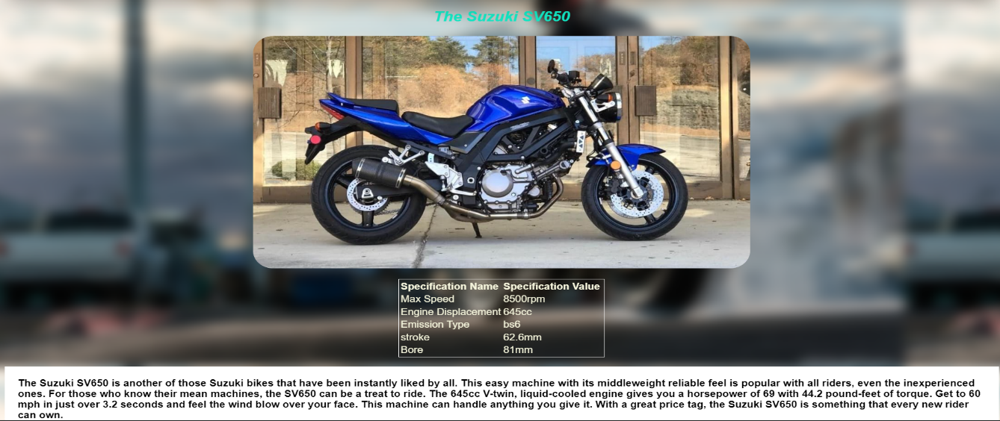 The Suzuki SV650
Specification Name Specification Value
Max Speed 8500rpm
Engine Displacement 645cc
Emission Type bs6
stroke 62.6mm
Bore 81mm
The Suzuki SV650 is another of those Suzuki bikes that have been instantly liked by all. This easy machine with its middleweight reliable feel is popular with all riders, even the inexperienced
ones. For those who know their mean machines, the SV650 can be a treat to ride. The 645cc V-twin, liquid-cooled engine gives you a horsepower of 69 with 44.2 pound-feet of torque. Get to 60
mph in just over 3.2 seconds and feel the wind blow over your face. This machine can handle anything you give it. With a great price tag, the Suzuki SV650 is something that every new rider
can own.